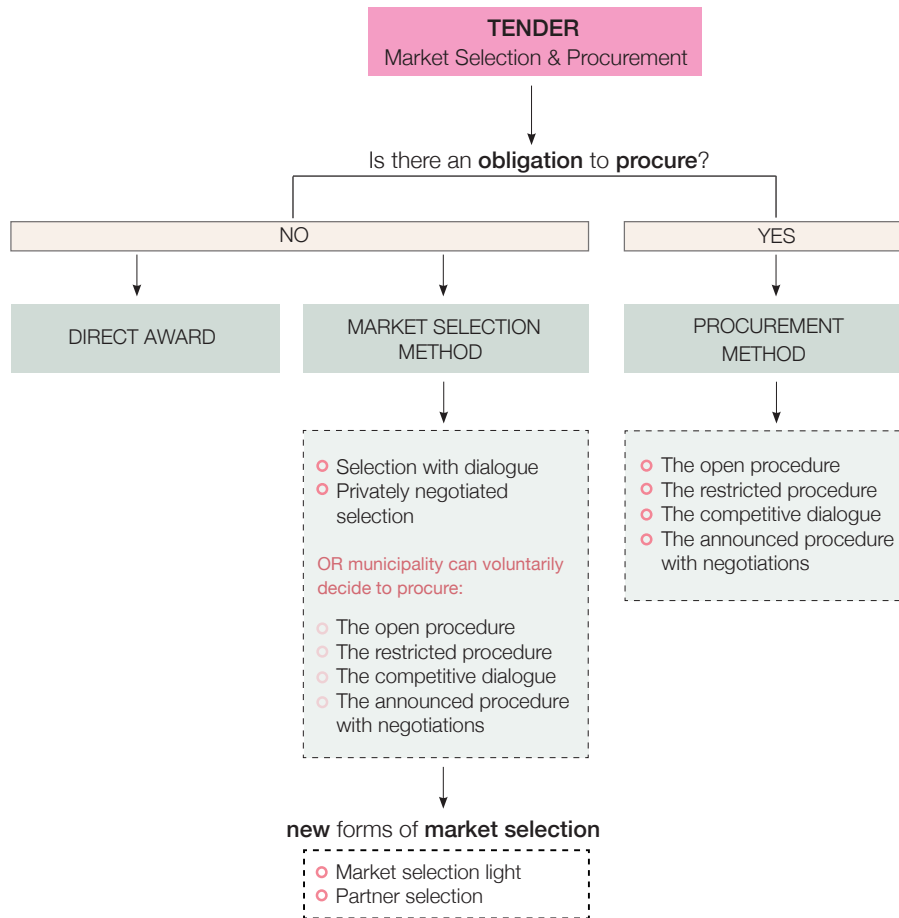 TENDER
Market Selection & Procurement
Is there an obligation to procure?
NO
YES
DIRECT AWARD
MARKET SELECTION
METHOD
PROCUREMENT
METHOD
Selection with dialogue
Privately negotiated
selection
OR municipality can voluntarily
decide to procure:
The open procedure
The restricted procedure
The competitive dialogue
The announced procedure
with negotiations
The open procedure
The restricted procedure
The competitive dialogue
The announced procedure
with negotiations
new forms of market selection
Market selection light
Partner selection